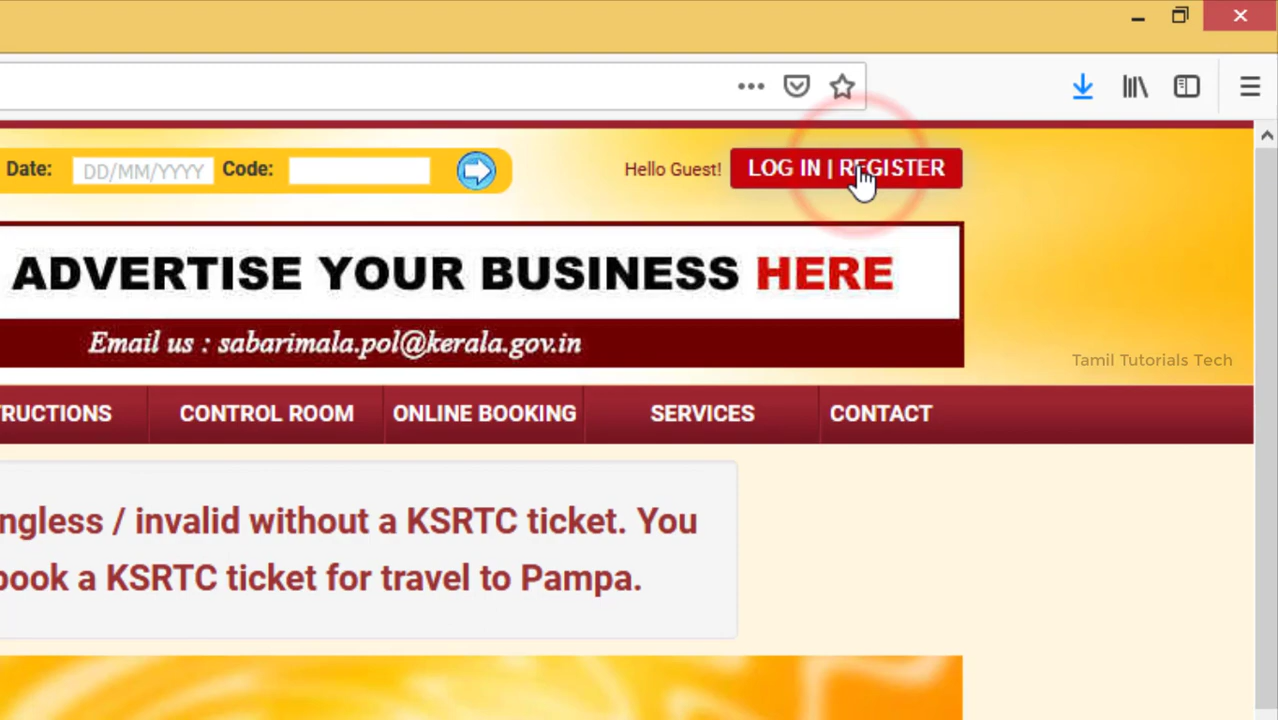 Date: DD/MM/YYYY Code: Hello Guest! LOG IN | REGISTER
ADVERTISE YOUR BUSINESS HERE
Email us : sabarimala.pol@kerala.gov.in
Tamil Tutorials Tech
RUCTIONS CONTROL ROOM ONLINE BOOKING SERVICES CONTACT
ngless / invalid without a KSRTC ticket. You
book a KSRTC ticket for travel to Pampa.